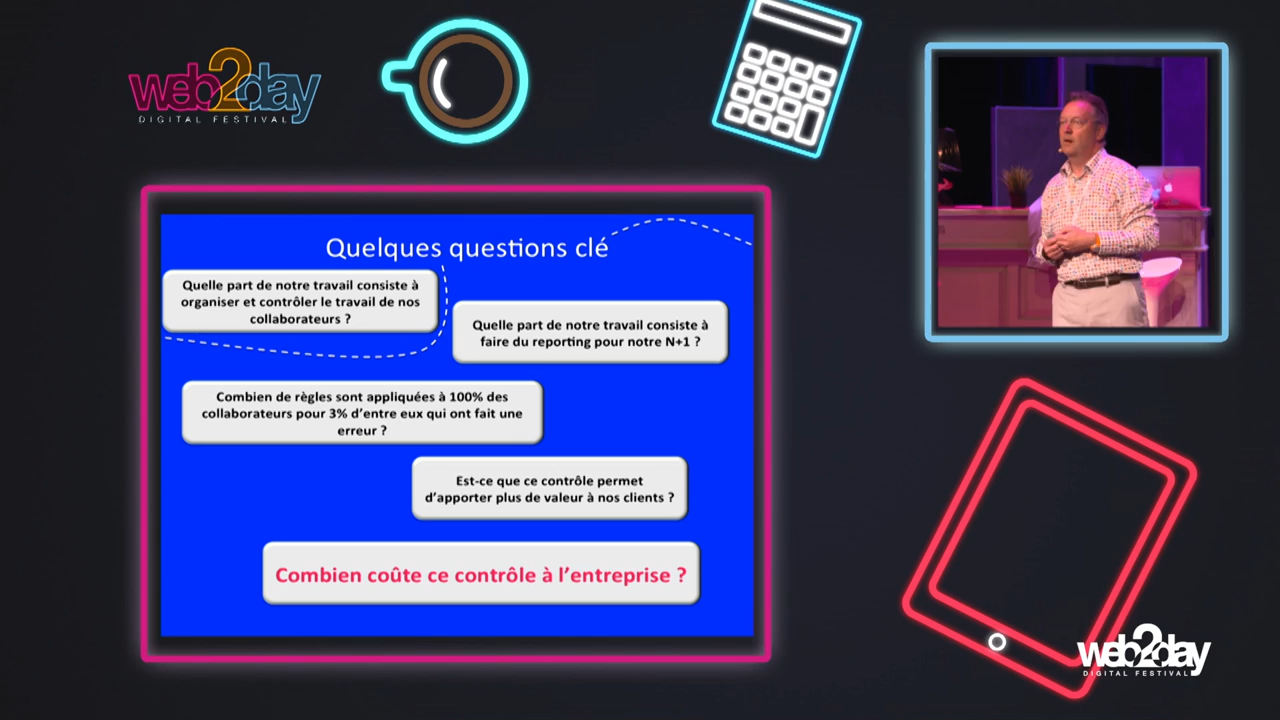 web2day
DIGITAL FESTIVAL
Quelques questions clé
Quelle part de notre travail consiste à
organiser et contrôler le travail de nos
collaborateurs ?
Quelle part de notre travail consiste à
faire du reporting pour notre N+1 ?
Combien de règles sont appliquées à 100% des
collaborateurs pour 3% d’entre eux qui ont fait une
erreur ?
Est-ce que ce contrôle permet
d’apporter plus de valeur à nos clients ?
Combien coûte ce contrôle à l’entreprise ?
web2day
DIGITAL FESTIVAL